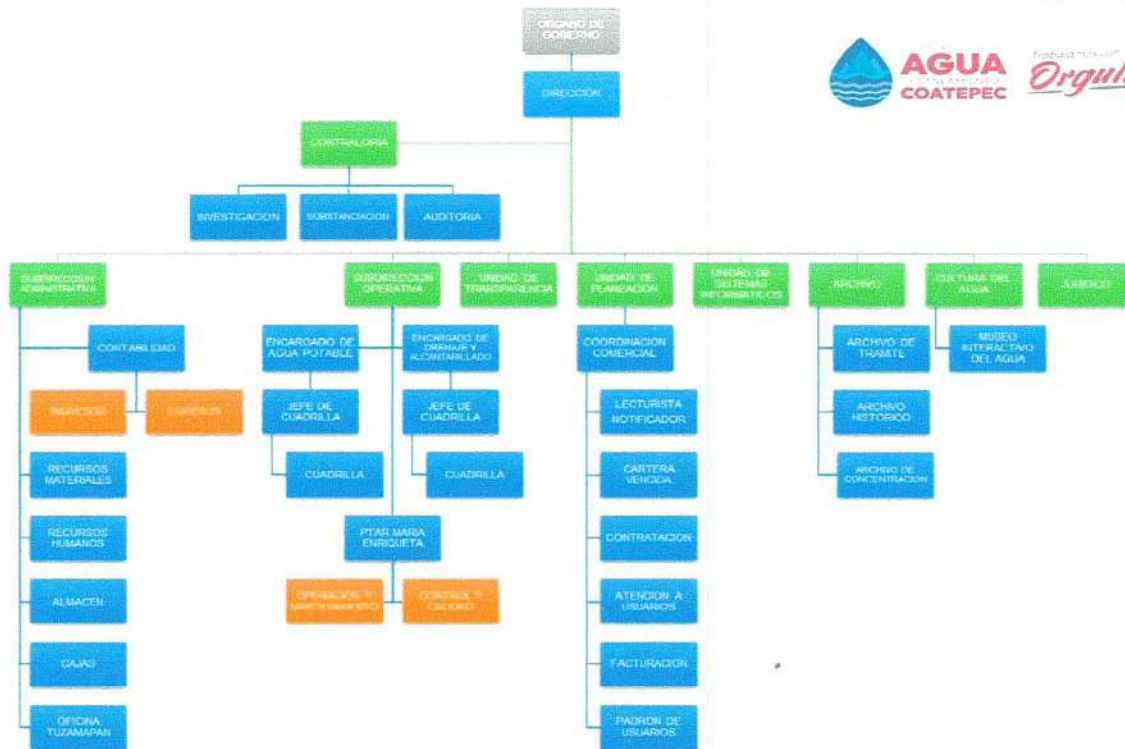 ORGANO DE
GOBIERNO
DIRECCION
AGUA
COATEPEC
CONTRALORIA
INVESTIGACION
SUBSTANCIACION
AUDITORIA
SUBDIRECCION
ADMINISTRATIVA
SUBDIRECCION
OPERATIVA
UNIDAD DE
TRANSPARENCIA
UNIDAD DE
PLANEACION
UNIDAD DE
SISTEMAS
INFORMATICOS
ARCHIVO
CULTURA DEL
AGUA
JURIDICO
CONTABILIDAD
INGRESOS
EGRESOS
RECURSOS
MATERIALES
RECURSOS
HUMANOS
ALMACEN
CAJAS
OFICINA
TUZAMAPAN
ENCARGADO DE
AGUA POTABLE
JEFE DE
CUADRILLA
CUADRILLA
ENCARGADO DE
DRENAJE Y
ALCANTARILLADO
JEFE DE
CUADRILLA
CUADRILLA
PTAR MARIA
ENRIQUETA
OPERACION Y
MANTENIMIENTO
CONTROL Y
CALIDAD
COORDINACION
COMERCIAL
LECTURISTA
NOTIFICADOR
CARTERA
VENCIDA
CONTRATACION
ATENCION A
USUARIOS
FACTURACION
PADRON DE
USUARIOS
ARCHIVO DE
TRAMITE
ARCHIVO
HISTORICO
ARCHIVO DE
CONCENTRACION
MUSEO
INTERACTIVO
DEL AGUA